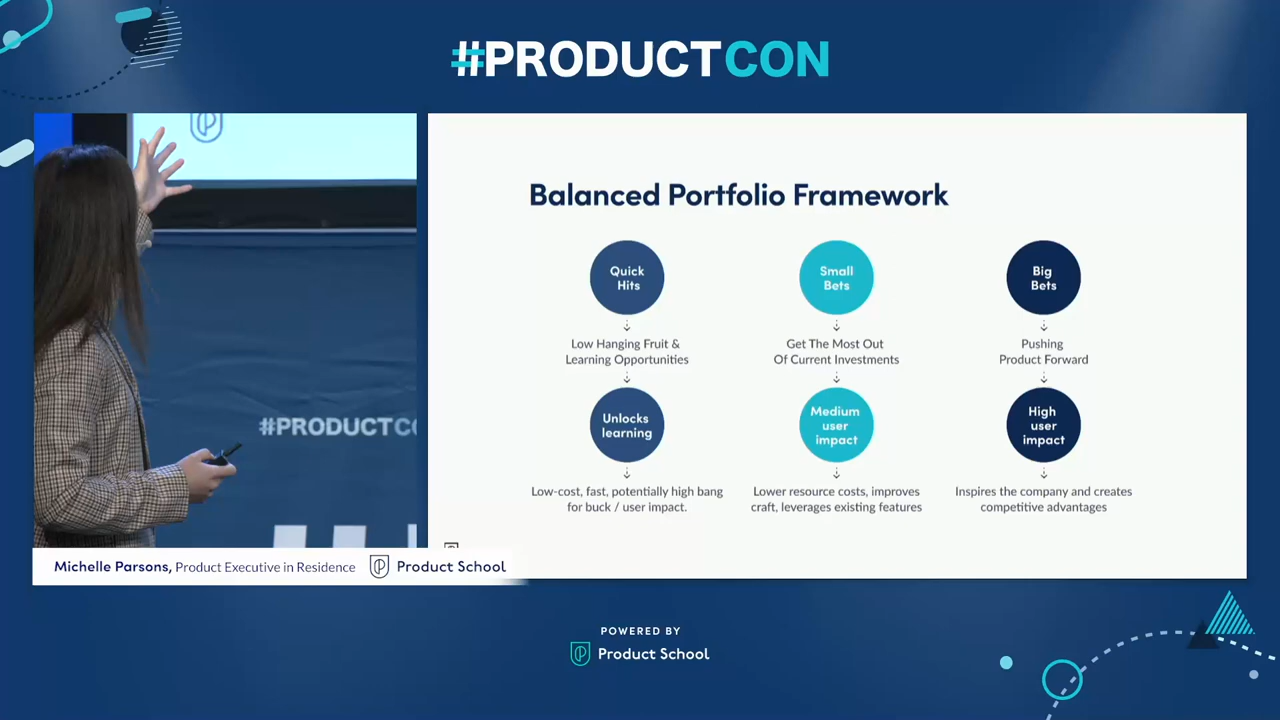 #PRODUCTCON
#PRODUCTC
Michelle Parsons, Product Executive in Residence
Product School
Balanced Portfolio Framework
Quick
Hits
Low Hanging Fruit &
Learning Opportunities
Unlocks
learning
Low-cost, fast, potentially high bang
for buck / user impact.
Small
Bets
Get The Most Out
Of Current Investments
Medium
user
impact
Lower resource costs, improves
craft, leverages existing features
Big
Bets
Pushing
Product Forward
High
user
impact
Inspires the company and creates
competitive advantages
POWERED BY
Product School